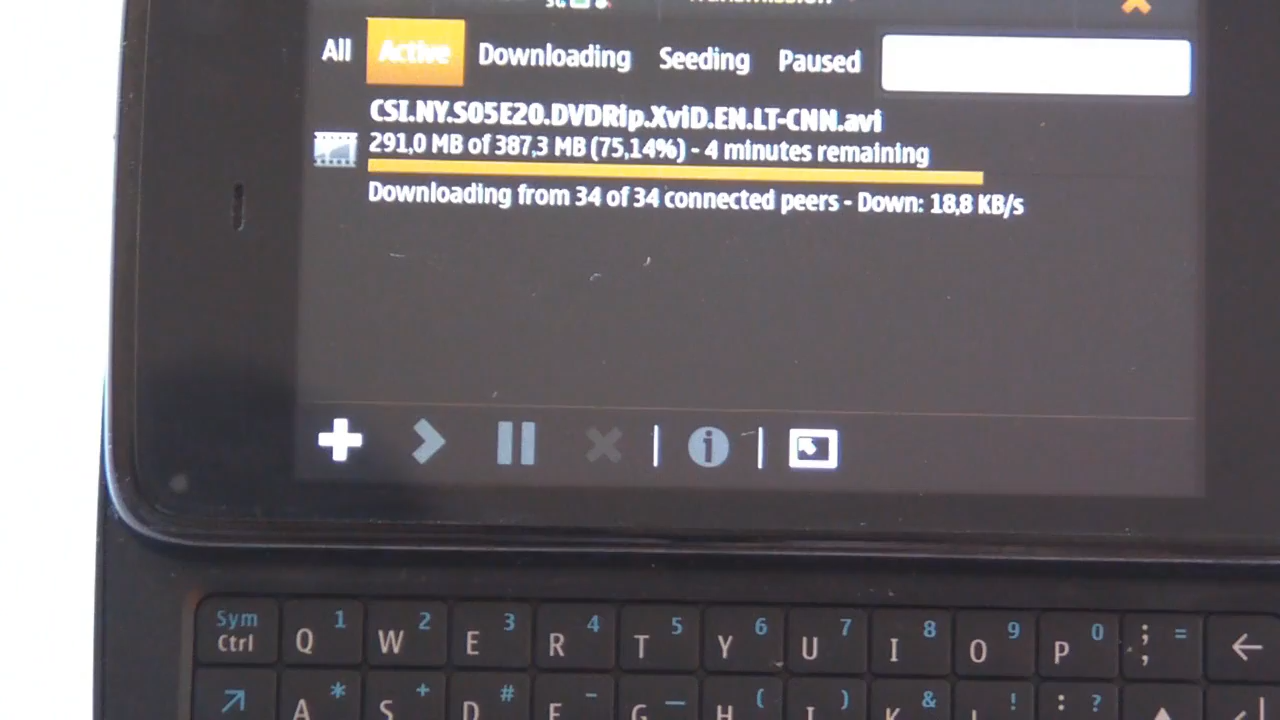 Transmission
All Active Downloading Seeding Paused
CSI.NY.S05E20.DVDRip.XviD.EN.LT-CNN.avi
291,0 MB of 387,3 MB (75,14%) - 4 minutes remaining
Downloading from 34 of 34 connected peers - Down: 18,8 KB/s
Sym 1 2 3 4 5 6 7 8 9 0 =
Ctrl Q W E R T Y U I O P ; :
* + # - _ ( ) & ! : ?
A S D F G H J K L